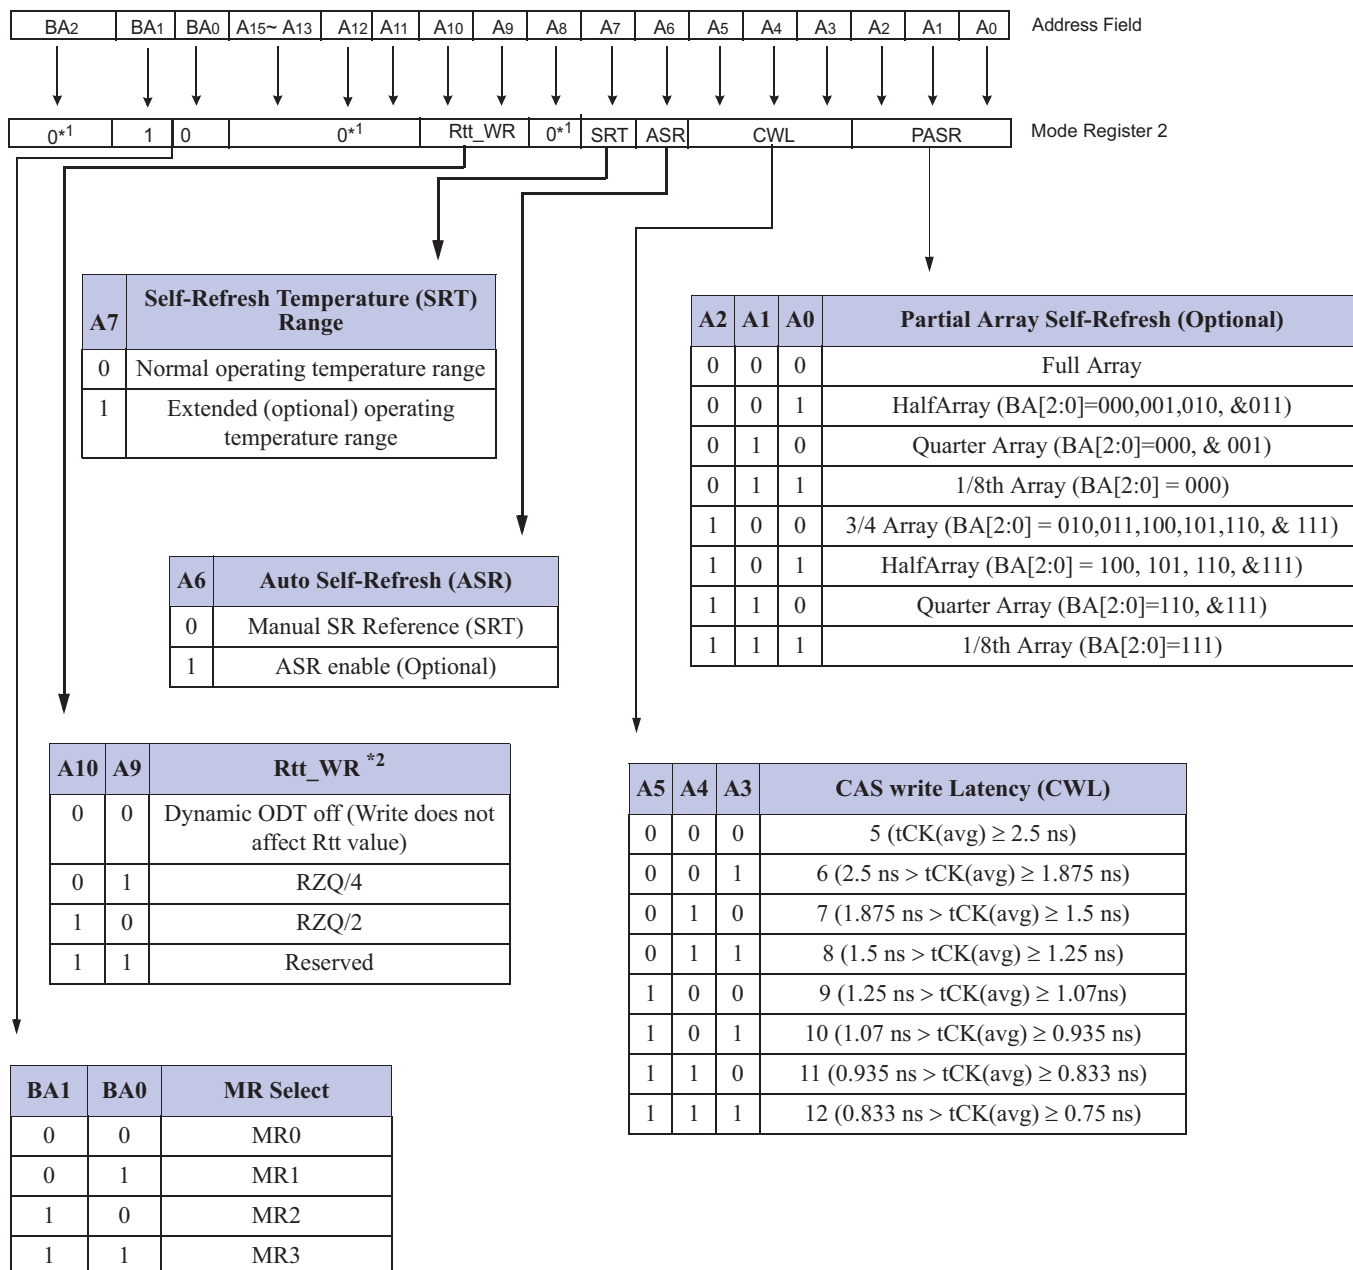 BA2 BA1 BA0 A15~ A13 A12 A11 A10 A9 A8 A7 A6 A5 A4 A3 A2 A1 A0 Address Field
0*1 1 0 0*1 Rtt_WR 0*1 SRT ASR CWL PASR Mode Register 2
A7 Self-Refresh Temperature (SRT)
Range
0 Normal operating temperature range
1 Extended (optional) operating
temperature range
A2 A1 A0 Partial Array Self-Refresh (Optional)
0 0 0 Full Array
0 0 1 HalfArray (BA[2:0]=000,001,010, &011)
0 1 0 Quarter Array (BA[2:0]=000, & 001)
0 1 1 1/8th Array (BA[2:0] = 000)
1 0 0 3/4 Array (BA[2:0] = 010,011,100,101,110, & 111)
1 0 1 HalfArray (BA[2:0] = 100, 101, 110, &111)
1 1 0 Quarter Array (BA[2:0]=110, &111)
1 1 1 1/8th Array (BA[2:0]=111)
A6 Auto Self-Refresh (ASR)
0 Manual SR Reference (SRT)
1 ASR enable (Optional)
A10 A9 Rtt_WR *2
0 0 Dynamic ODT off (Write does not
affect Rtt value)
0 1 RZQ/4
1 0 RZQ/2
1 1 Reserved
A5 A4 A3 CAS write Latency (CWL)
0 0 0 5 (tCK(avg) ≥ 2.5 ns)
0 0 1 6 (2.5 ns > tCK(avg) ≥ 1.875 ns)
0 1 0 7 (1.875 ns > tCK(avg) ≥ 1.5 ns)
0 1 1 8 (1.5 ns > tCK(avg) ≥ 1.25 ns)
1 0 0 9 (1.25 ns > tCK(avg) ≥ 1.07ns)
1 0 1 10 (1.07 ns > tCK(avg) ≥ 0.935 ns)
1 1 0 11 (0.935 ns > tCK(avg) ≥ 0.833 ns)
1 1 1 12 (0.833 ns > tCK(avg) ≥ 0.75 ns)
BA1 BA0 MR Select
0 0 MR0
0 1 MR1
1 0 MR2
1 1 MR3